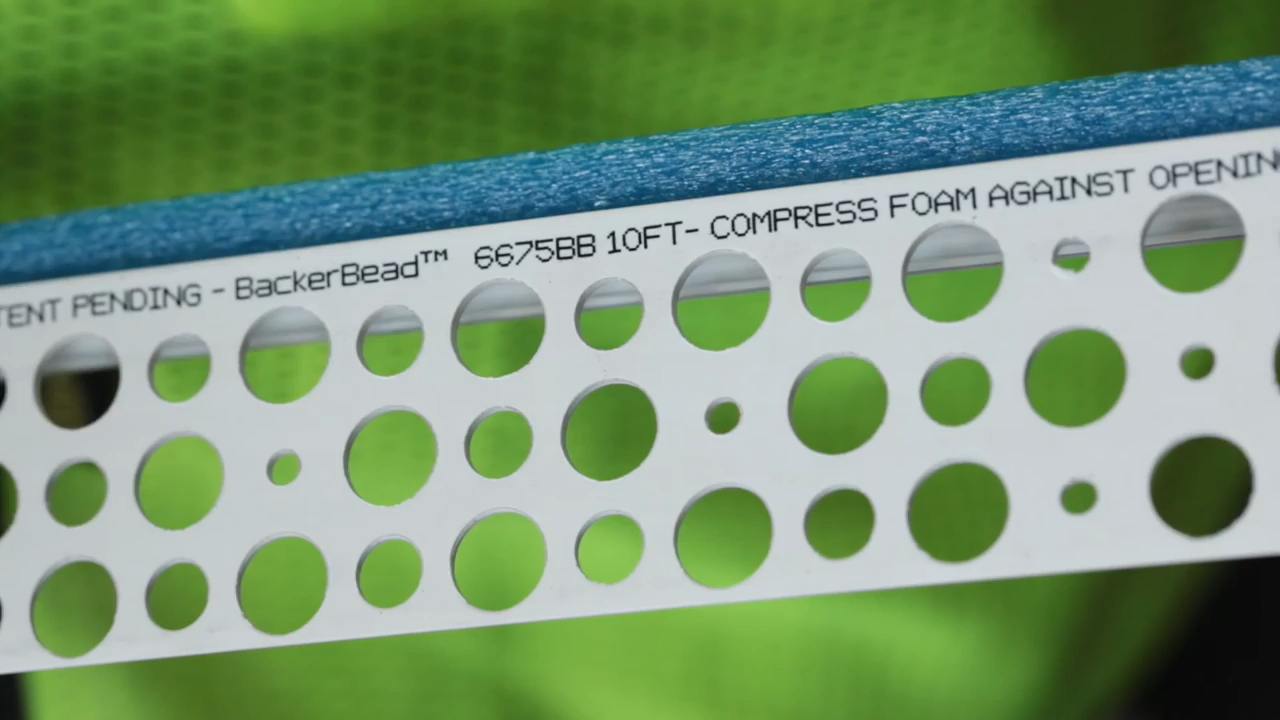 TENT PENDING - BackerBead™ 6675BB 10FT- COMPRESS FOAM AGAINST OPENIN